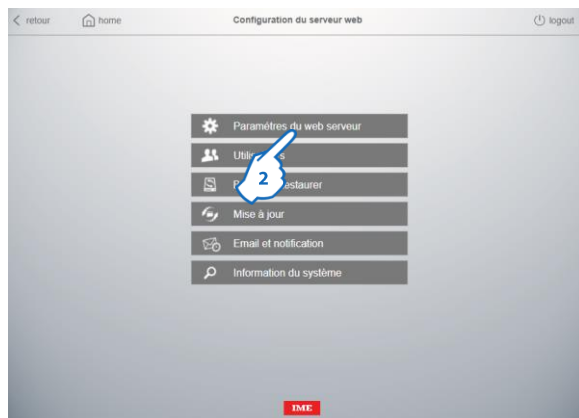 retour home Configuration du serveur web logout
Paramétres du web serveur
2
Mise à jour
Email et notification
Information du système
IME